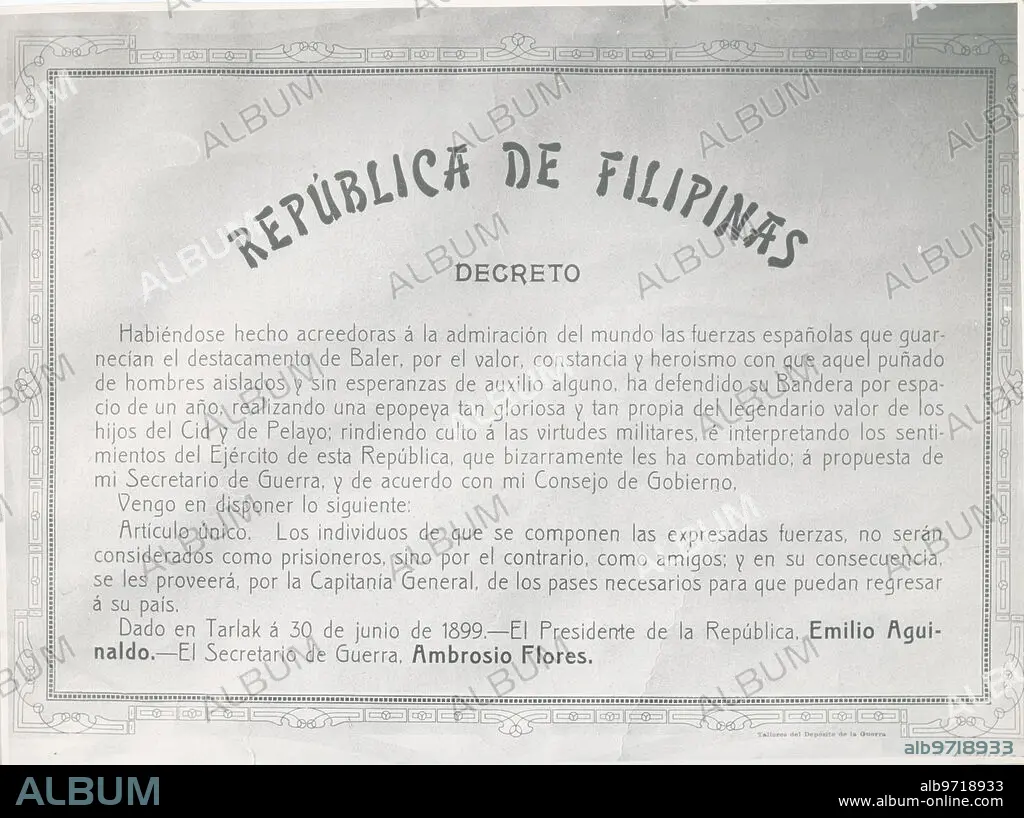 REPÚBLICA DE FILIPINAS
DECRETO
Habiéndose hecho acreedoras á la admiración del mundo las fuerzas españolas que guar-
necían el destacamento de Baler, por el valor, constancia y heroismo con que aquel puñado
de hombres aislados y sin esperanzas de auxilio alguno, ha defendido su Bandera por espa-
cio de un año, realizando una epopeya tan gloriosa y tan propia del legendario valor de los
hijos del Cid y de Pelayo; rindiendo culto á las virtudes militares, é interpretando los senti-
mientos del Ejército de esta República, que bizarramente les ha combatido; á propuesta de
mi Secretario de Guerra, y de acuerdo con mi Consejo de Gobierno,
Vengo en disponer lo siguiente:
Artículo único. Los individuos de que se componen las expresadas fuerzas, no serán
considerados como prisioneros, sino por el contrario, como amigos; y en su consecuencia,
se les proveerá, por la Capitanía General, de los pases necesarios para que puedan regresar
á su país.
Dado en Tarlak á 30 de junio de 1899.—El Presidente de la República, Emilio Agui-
naldo.—El Secretario de Guerra, Ambrosio Flores.
Talleres del Depósito de la Guerra
alb9718933
ALBUM
alb9718933
www.album-online.com